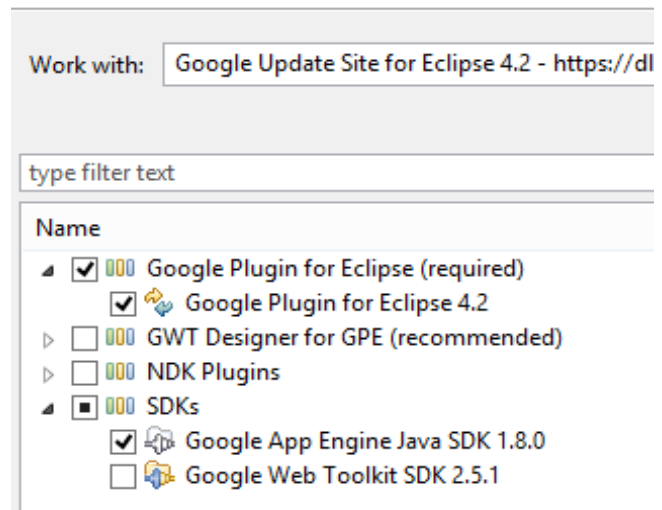 Work with: Google Update Site for Eclipse 4.2 - https://dl
type filter text
Name
Google Plugin for Eclipse (required)
Google Plugin for Eclipse 4.2
GWT Designer for GPE (recommended)
NDK Plugins
SDKs
Google App Engine Java SDK 1.8.0
Google Web Toolkit SDK 2.5.1